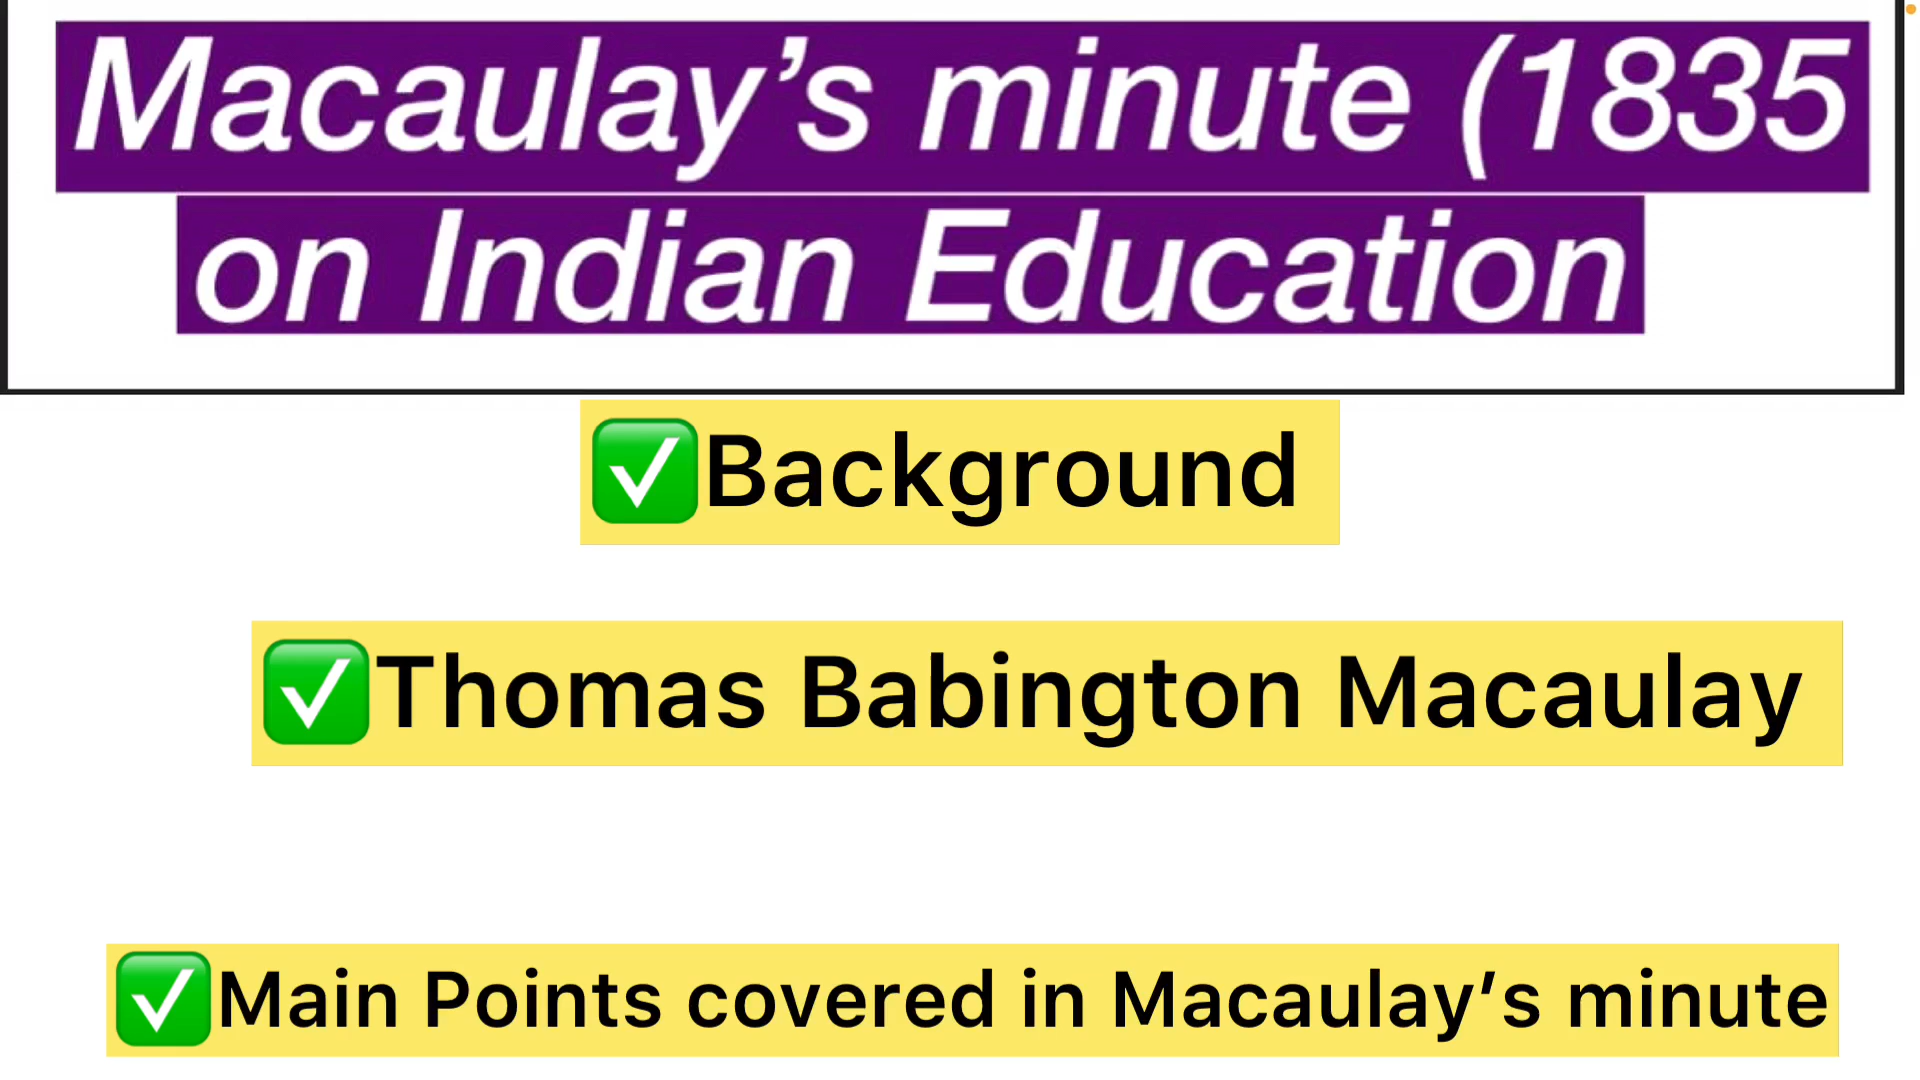 Macaulay’s minute (1835
on Indian Education
✅Background
✅Thomas Babington Macaulay
✅Main Points covered in Macaulay’s minute